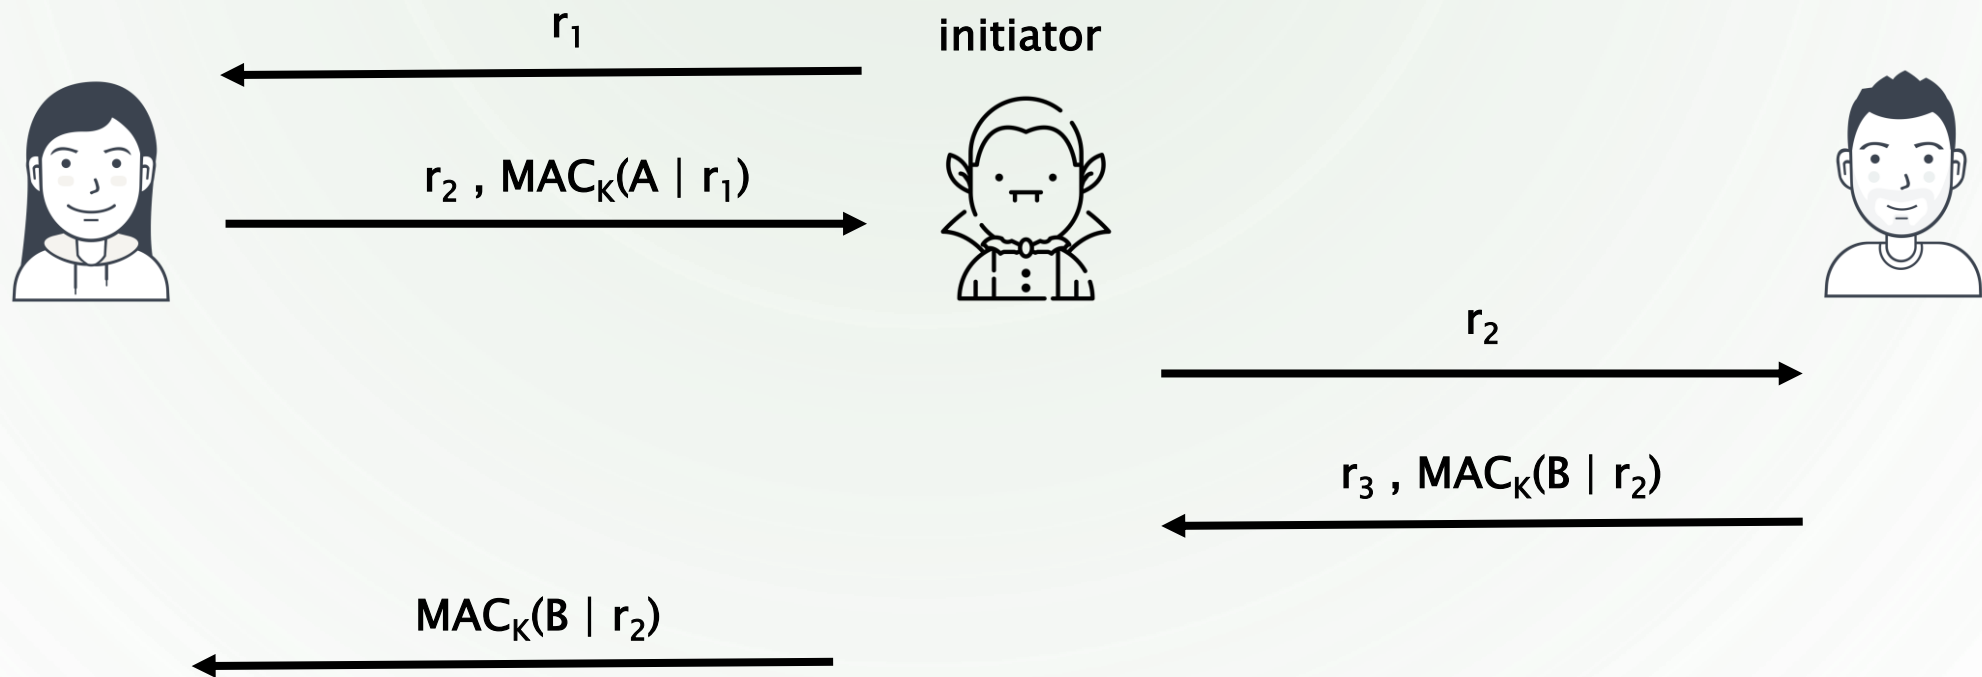 r₁
initiator
r₂ , MACₖ(A | r₁)
r₂
r₃ , MACₖ(B | r₂)
MACₖ(B | r₂)